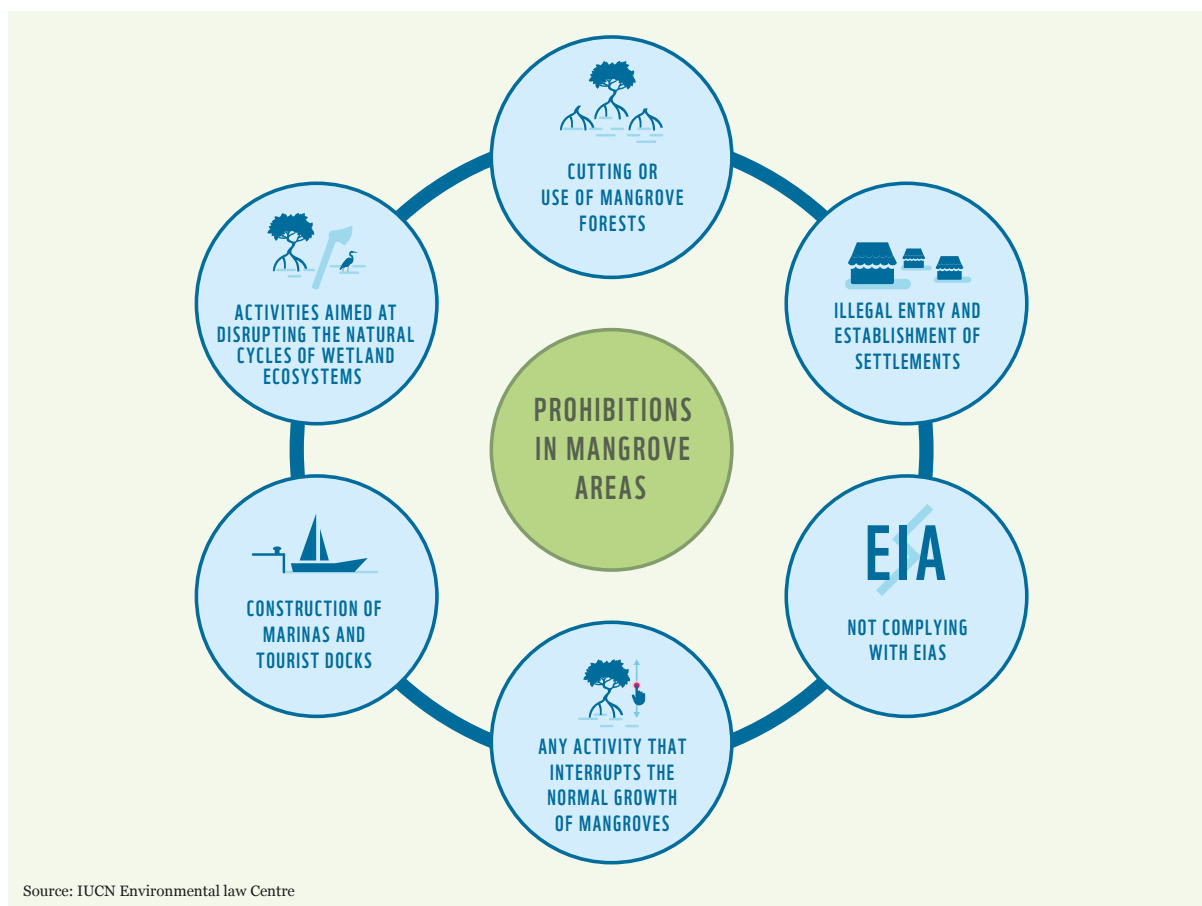 CUTTING OR
USE OF MANGROVE
FORESTS
ILLEGAL ENTRY AND
ESTABLISHMENT OF
SETTLEMENTS
EIA
NOT COMPLYING
WITH EIAS
ANY ACTIVITY THAT
INTERRUPTS THE
NORMAL GROWTH
OF MANGROVES
CONSTRUCTION OF
MARINAS AND
TOURIST DOCKS
ACTIVITIES AIMED AT
DISRUPTING THE NATURAL
CYCLES OF WETLAND
ECOSYSTEMS
PROHIBITIONS
IN MANGROVE
AREAS
Source: IUCN Environmental law Centre